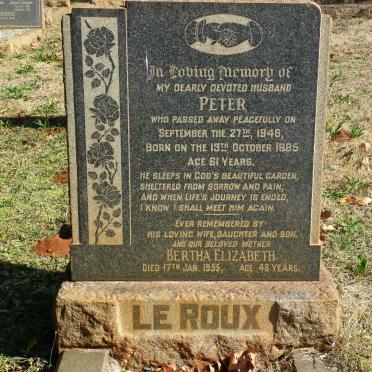 In Loving Memory of
MY DEARLY DEVOTED HUSBAND
PETER
WHO PASSED AWAY PEACEFULLY ON
SEPTEMBER THE 27TH, 1946,
BORN ON THE 13TH OCTOBER 1885
AGE 61 YEARS.
HE SLEEPS IN GOD'S BEAUTIFUL GARDEN,
SHELTERED FROM SORROW AND PAIN,
AND WHEN LIFE'S JOURNEY IS ENDED,
I KNOW I SHALL MEET HIM AGAIN.
EVER REMEMBERED BY
HIS LOVING WIFE, DAUGHTER AND SON.
AND OUR BELOVED MOTHER
BERTHA ELIZABETH
DIED 17TH JAN. 1955, AGE 46 YEARS.
LE ROUX